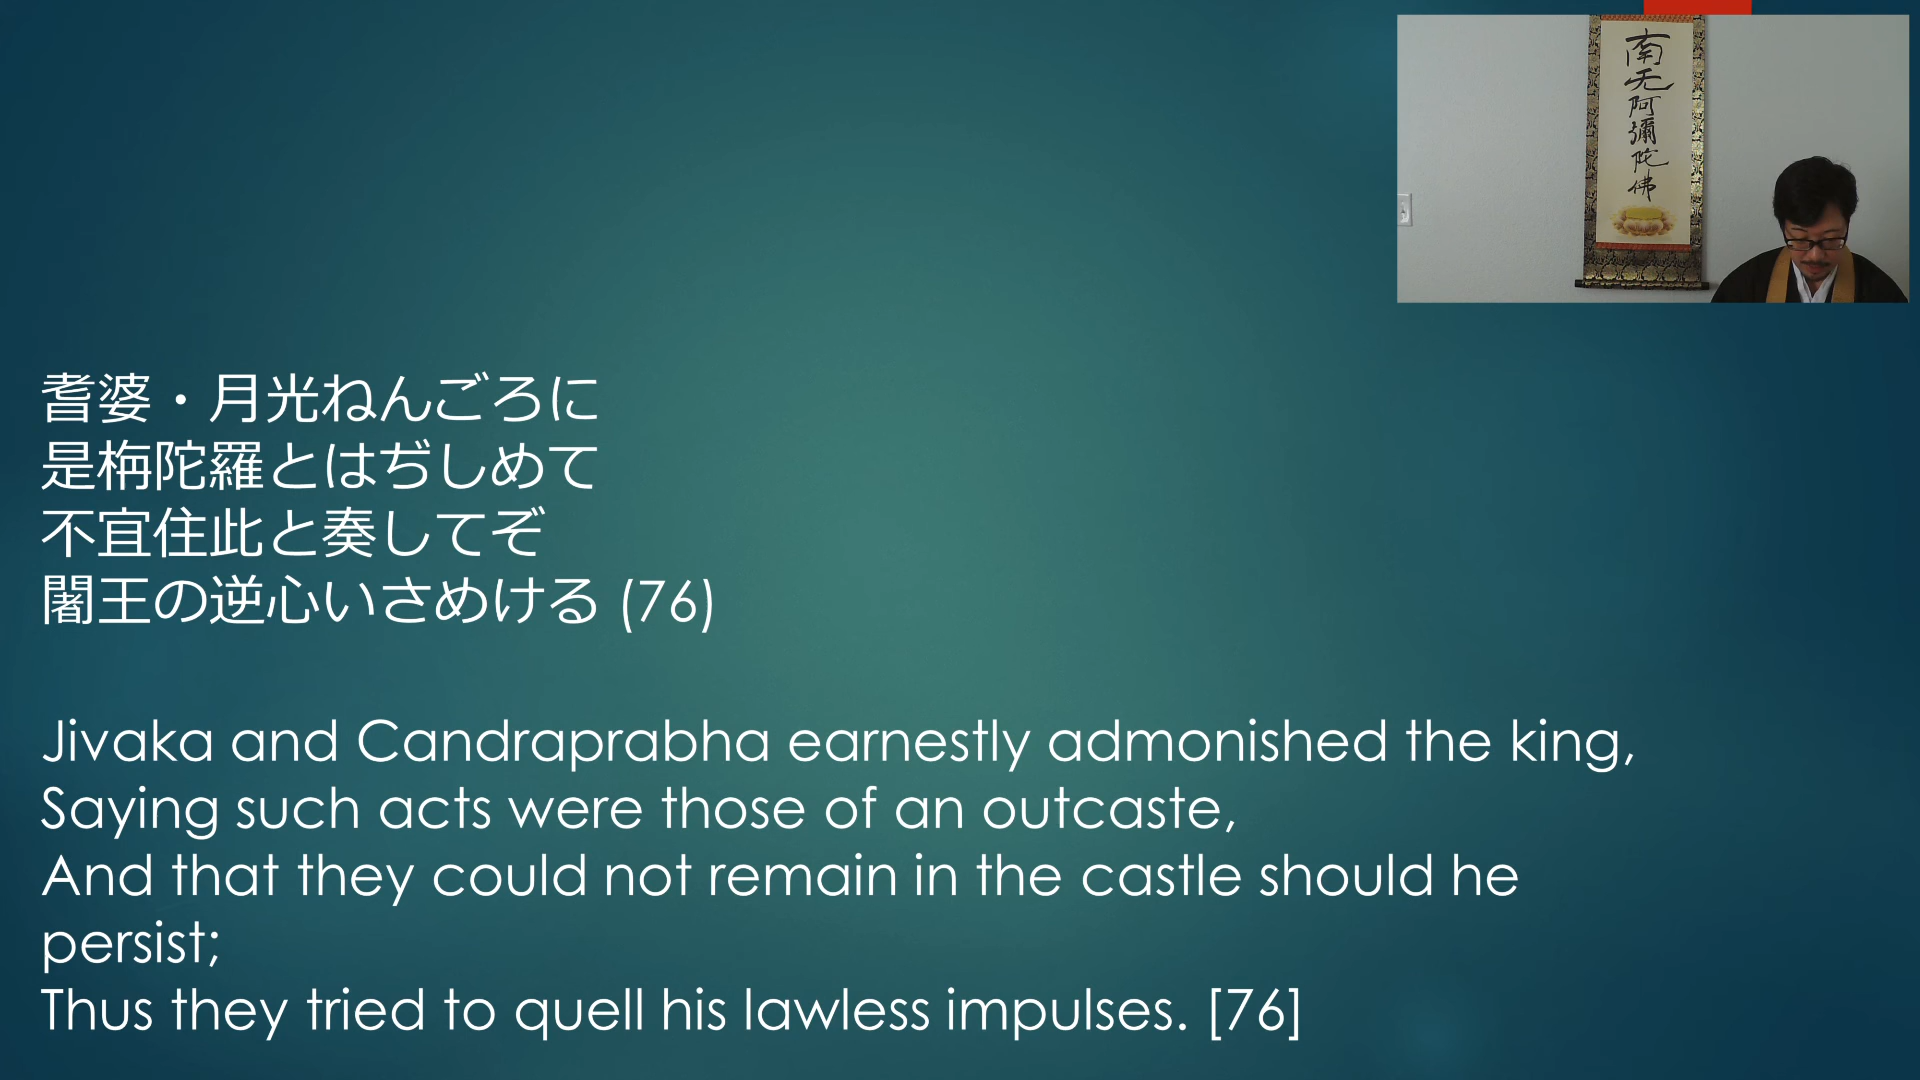 南无阿彌陀佛
耆婆・月光ねんごろに
是栴陀羅とはぢしめて
不宜住此と奏してぞ
闍王の逆心いさめける (76)
Jivaka and Candraprabha earnestly admonished the king,
Saying such acts were those of an outcaste,
And that they could not remain in the castle should he
persist;
Thus they tried to quell his lawless impulses. [76]